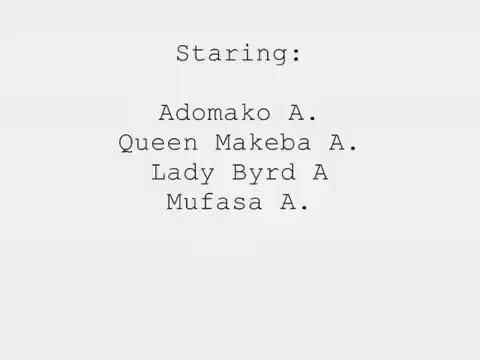 Staring:
Adomako A.
Queen Makeba A.
Lady Byrd A
Mufasa A.